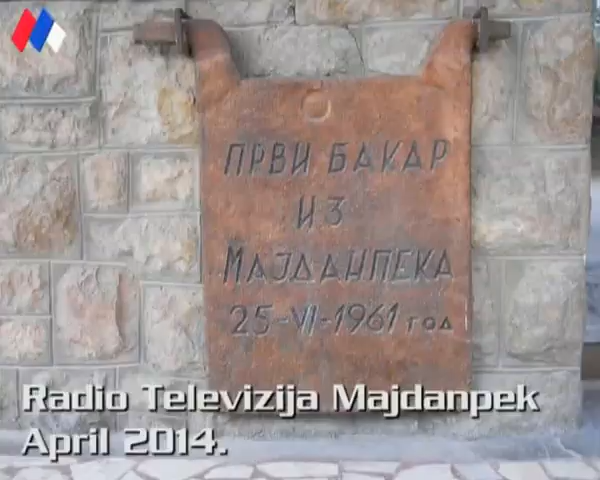 ПРВИ БАКАР
ИЗ
МАЈДАНПЕКА
25-VI-1961 год
Radio Televizija Majdanpek
April 2014.